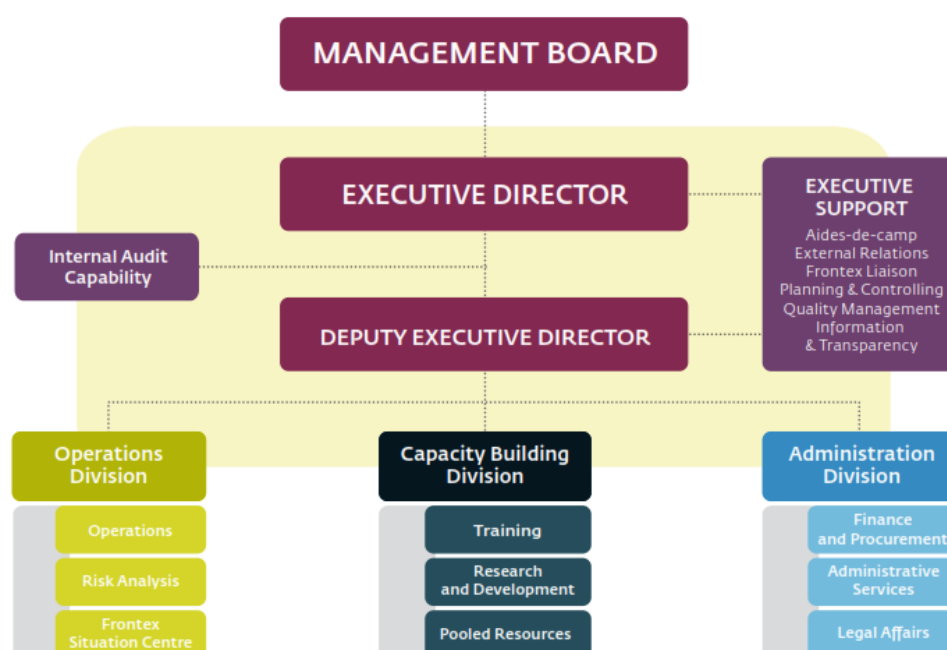 MANAGEMENT BOARD
EXECUTIVE DIRECTOR
EXECUTIVE
SUPPORT
Aides-de-camp
External Relations
Frontex Liaison
Planning & Controlling
Quality Management
Information
& Transparency
Internal Audit
Capability
DEPUTY EXECUTIVE DIRECTOR
Operations
Division
Operations
Risk Analysis
Frontex
Situation Centre
Capacity Building
Division
Training
Research
and Development
Pooled Resources
Administration
Division
Finance
and Procurement
Administrative
Services
Legal Affairs